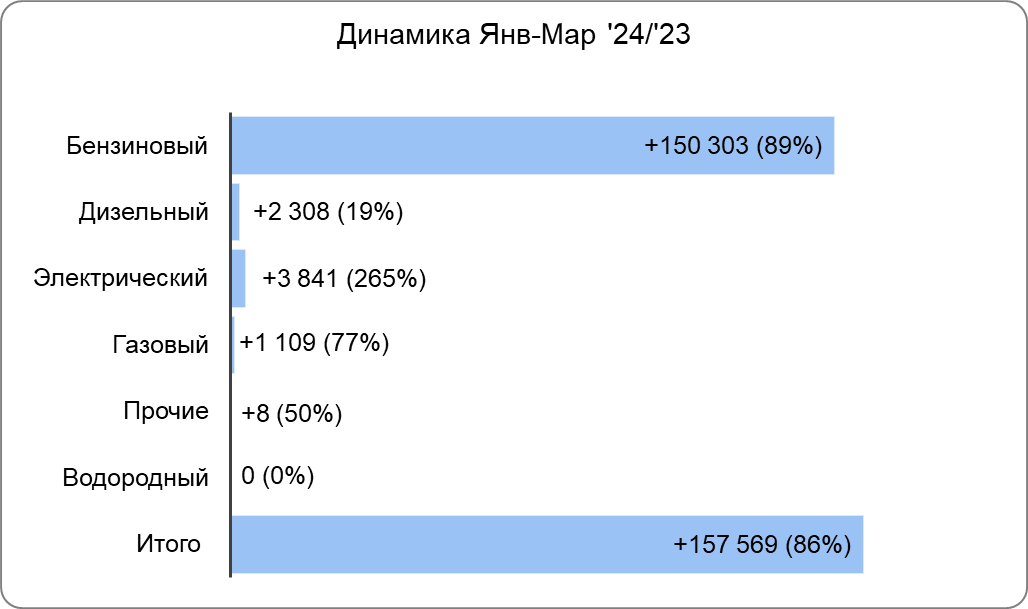 Динамика Янв-Мар '24/'23
Бензиновый +150 303 (89%)
Дизельный +2 308 (19%)
Электрический +3 841 (265%)
Газовый +1 109 (77%)
Прочие +8 (50%)
Водородный 0 (0%)
Итого +157 569 (86%)